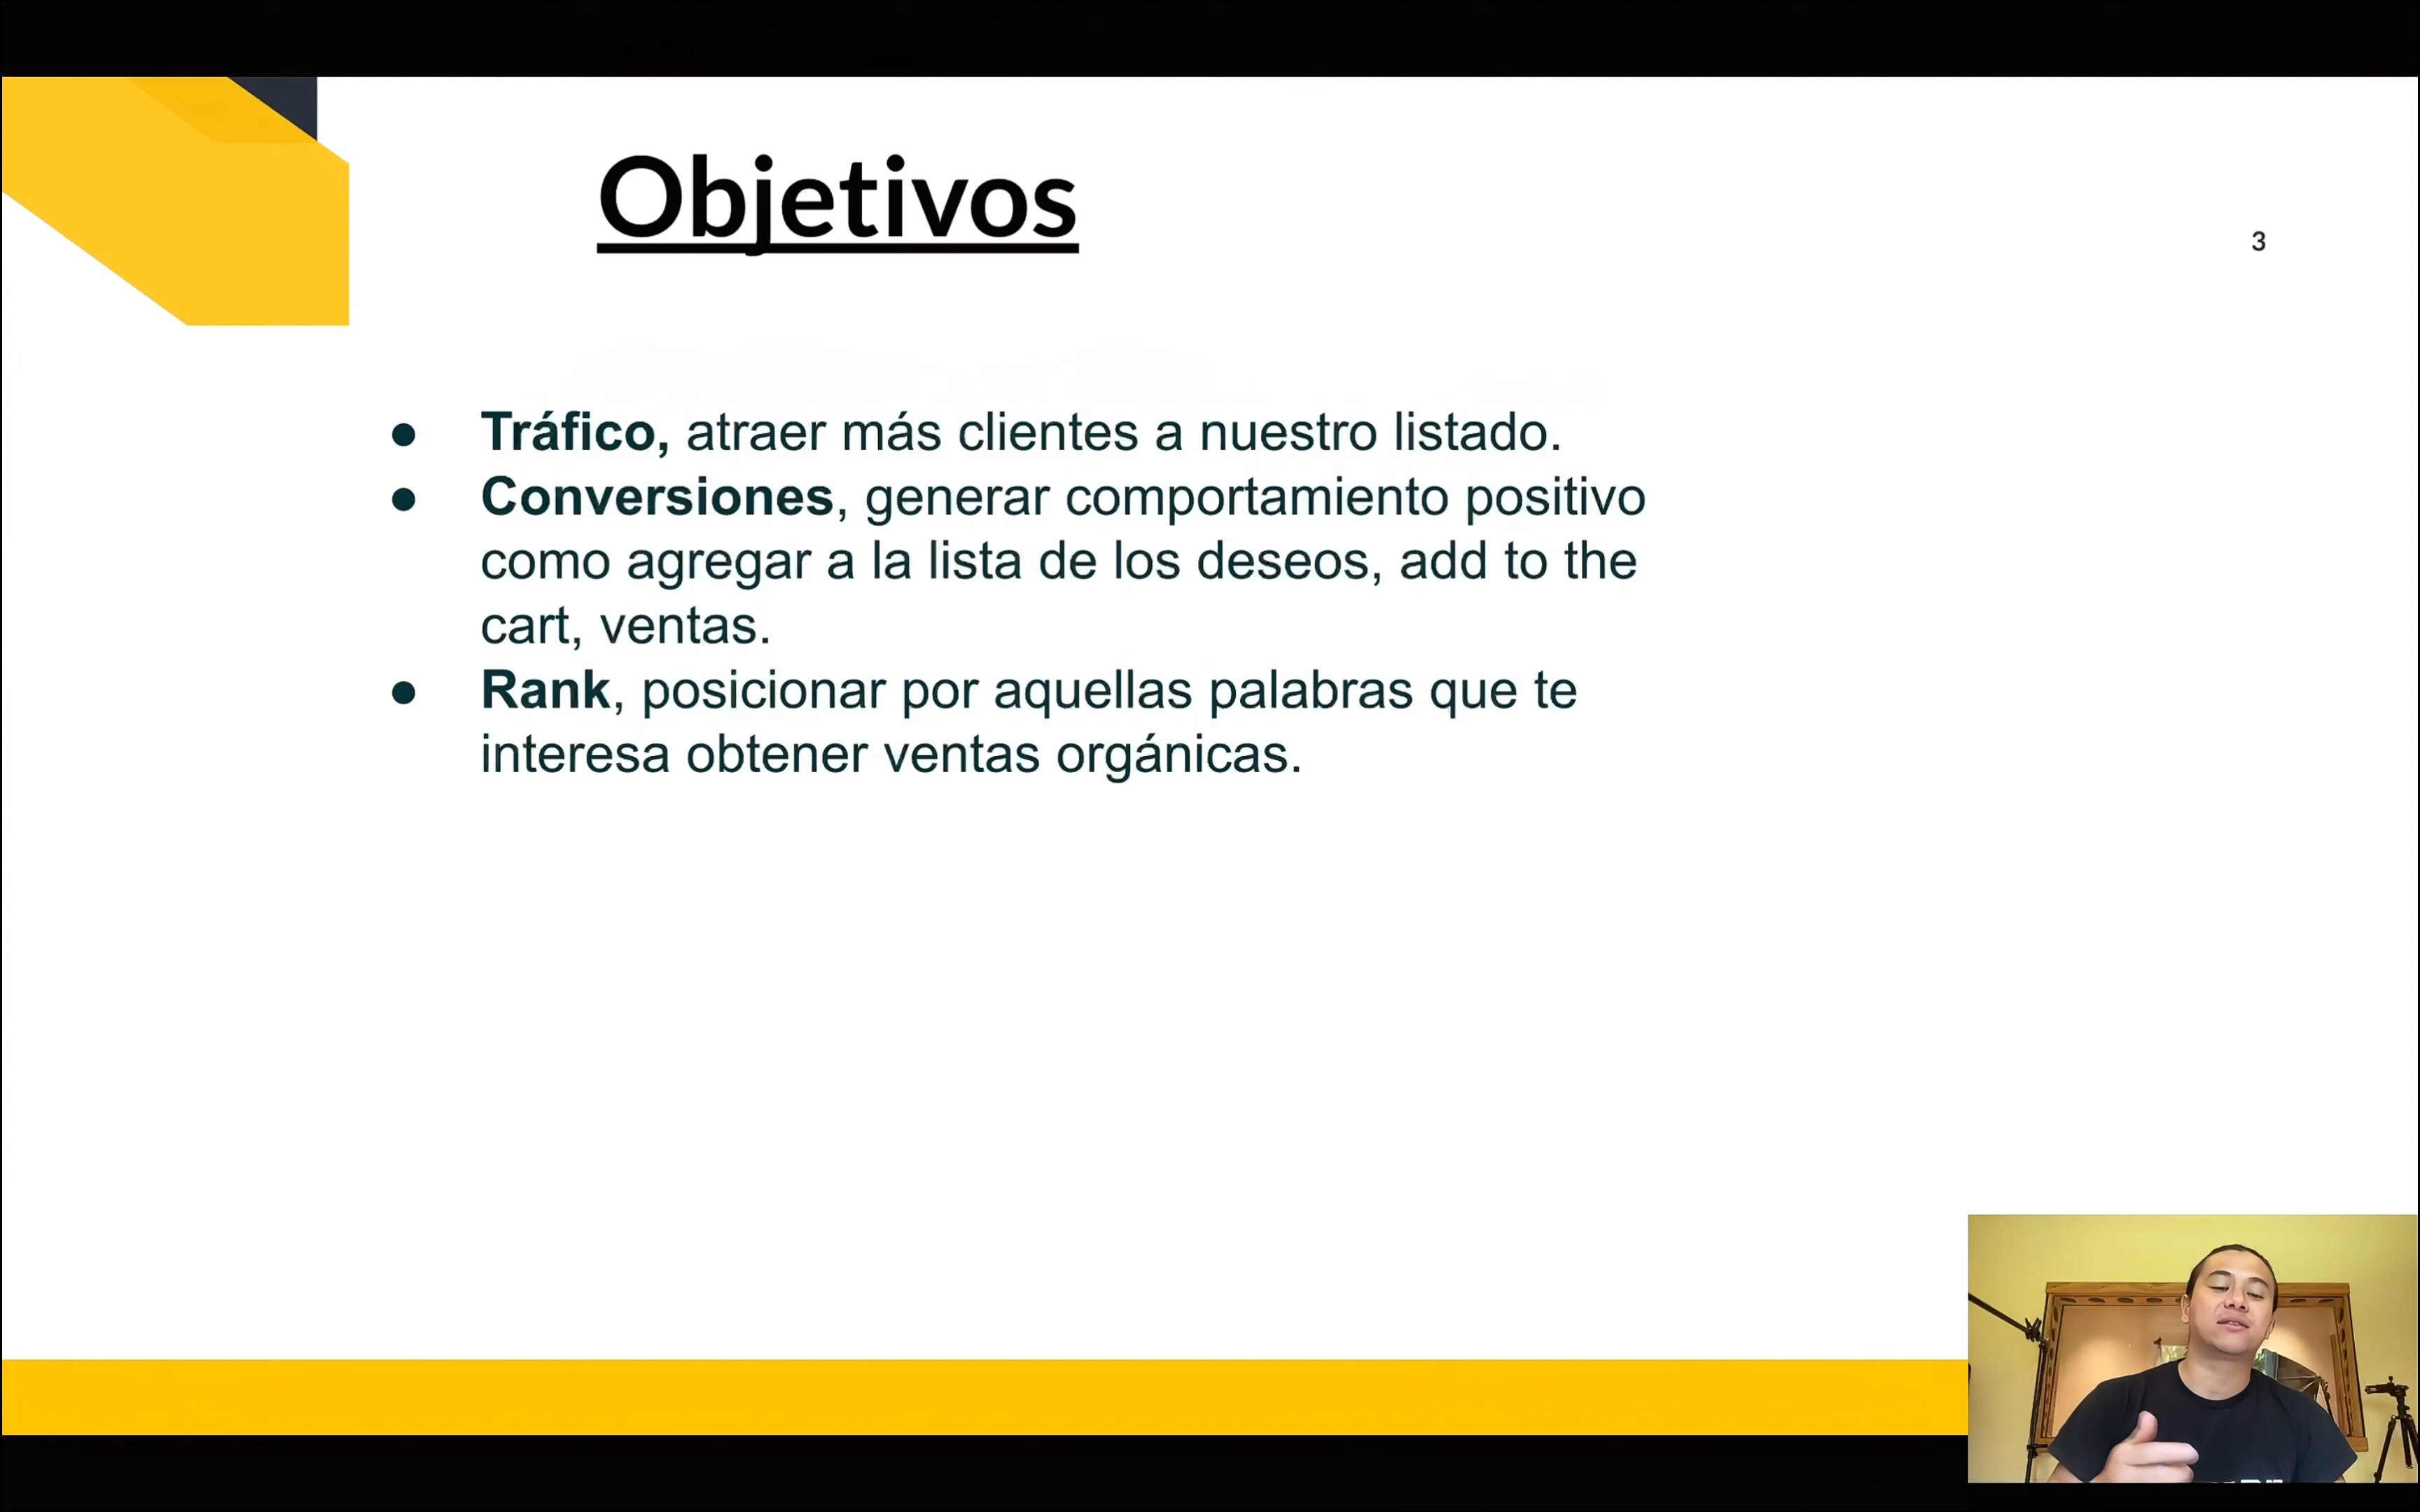 Objetivos
3
● Tráfico, atraer más clientes a nuestro listado.
● Conversiones, generar comportamiento positivo
como agregar a la lista de los deseos, add to the
cart, ventas.
● Rank, posicionar por aquellas palabras que te
interesa obtener ventas orgánicas.